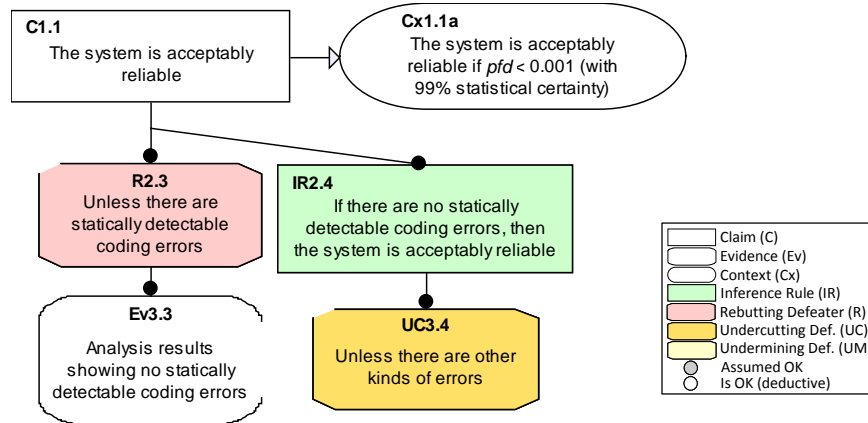 C1.1
The system is acceptably
reliable
Cx1.1a
The system is acceptably
reliable if pfd < 0.001 (with
99% statistical certainty)
R2.3
Unless there are
statically detectable
coding errors
IR2.4
If there are no statically
detectable coding errors, then
the system is acceptably reliable
Ev3.3
Analysis results
showing no statically
detectable coding errors
UC3.4
Unless there are other
kinds of errors
Claim (C)
Evidence (Ev)
Context (Cx)
Inference Rule (IR)
Rebutting Defeater (R)
Undercutting Def. (UC)
Undermining Def. (UM
Assumed OK
Is OK (deductive)